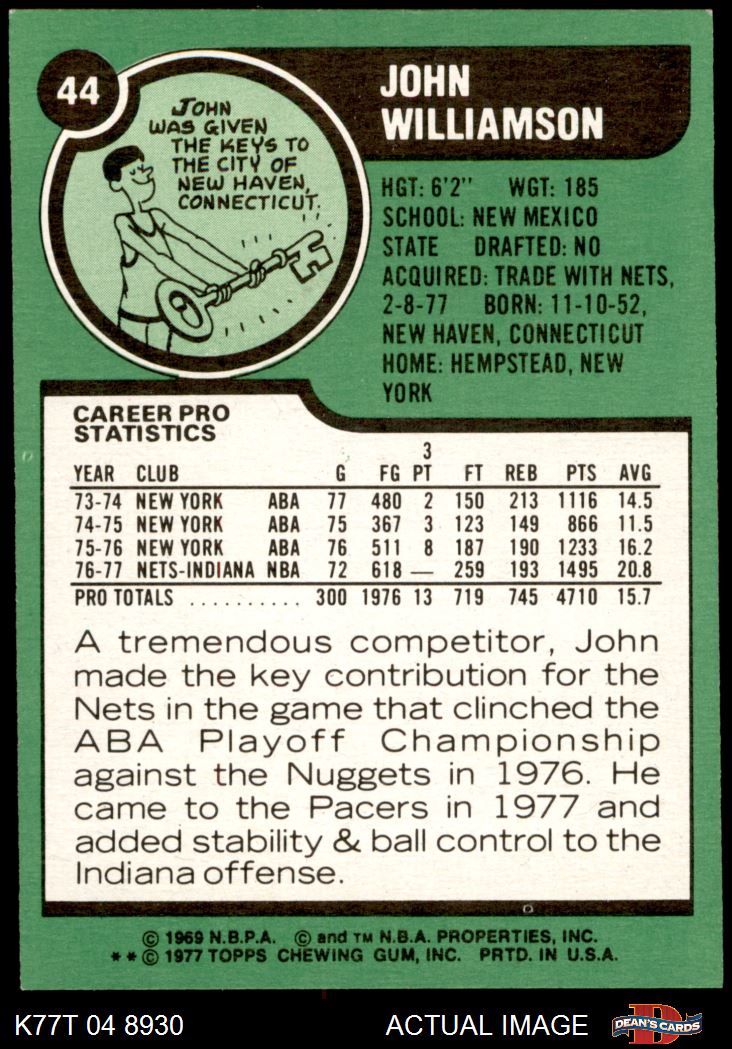 44
JOHN
WAS GIVEN
THE KEYS TO
THE CITY OF
NEW HAVEN,
CONNECTICUT.
JOHN
WILLIAMSON
HGT: 6'2" WGT: 185
SCHOOL: NEW MEXICO
STATE DRAFTED: NO
ACQUIRED: TRADE WITH NETS,
2-8-77 BORN: 11-10-52,
NEW HAVEN, CONNECTICUT
HOME: HEMPSTEAD, NEW
YORK
CAREER PRO
STATISTICS
3
YEAR CLUB G FG PT FT REB PTS AVG
73-74 NEW YORK ABA 77 480 2 150 213 1116 14.5
74-75 NEW YORK ABA 75 367 3 123 149 866 11.5
75-76 NEW YORK ABA 76 511 8 187 190 1233 16.2
76-77 NETS-INDIANA NBA 72 618 — 259 193 1495 20.8
PRO TOTALS .......... 300 1976 13 719 745 4710 15.7
A tremendous competitor, John
made the key contribution for the
Nets in the game that clinched the
ABA Playoff Championship
against the Nuggets in 1976. He
came to the Pacers in 1977 and
added stability & ball control to the
Indiana offense.
© 1969 N.B.P.A. © and TM N.B.A. PROPERTIES, INC.
**© 1977 TOPPS CHEWING GUM, INC. PRTD. IN U.S.A.
K77T 04 8930 ACTUAL IMAGE DEAN'S CARDS